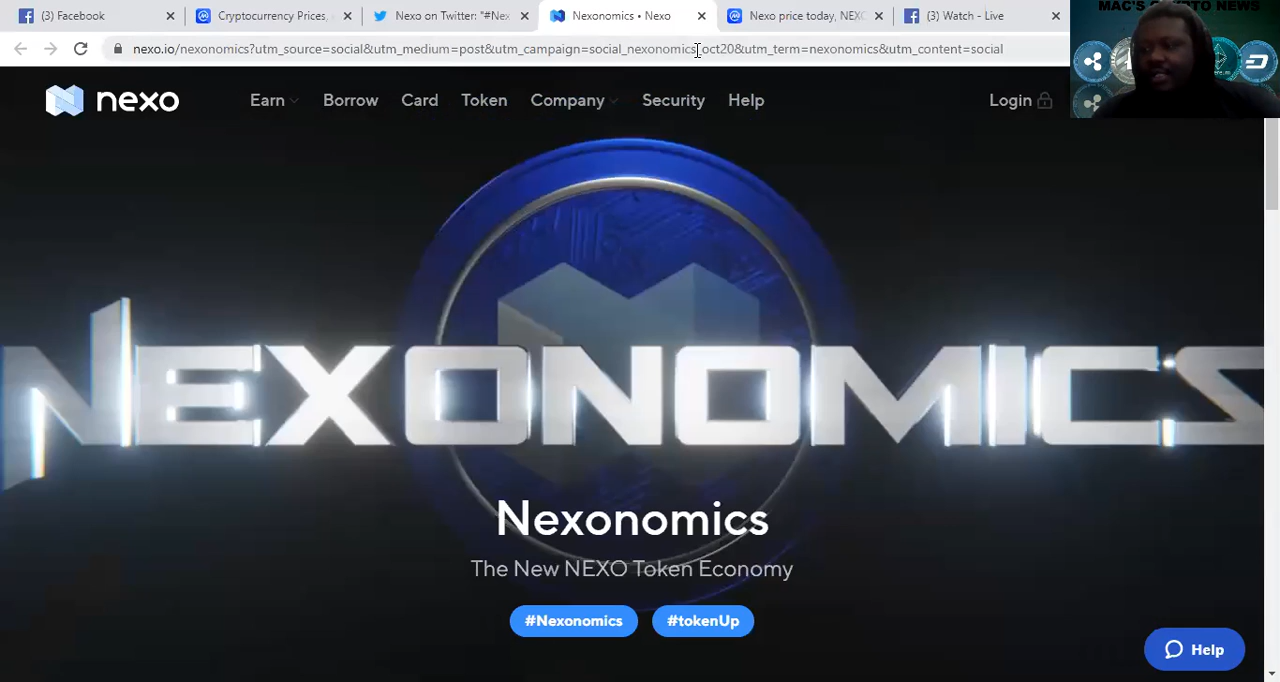 (3) Facebook
Cryptocurrency Prices,
Nexo on Twitter: "#Nex
Nexonomics • Nexo
Nexo price today, NEXO
(3) Watch - Live
MAC'S CRYPTO NEWS
nexo.io/nexonomics?utm_source=social&utm_medium=post&utm_campaign=social_nexonomics_oct20&utm_term=nexonomics&utm_content=social
nexo
Earn
Borrow
Card
Token
Company
Security
Help
Login
NEXONOMICS
Nexonomics
The New NEXO Token Economy
#Nexonomics
#tokenUp
Help